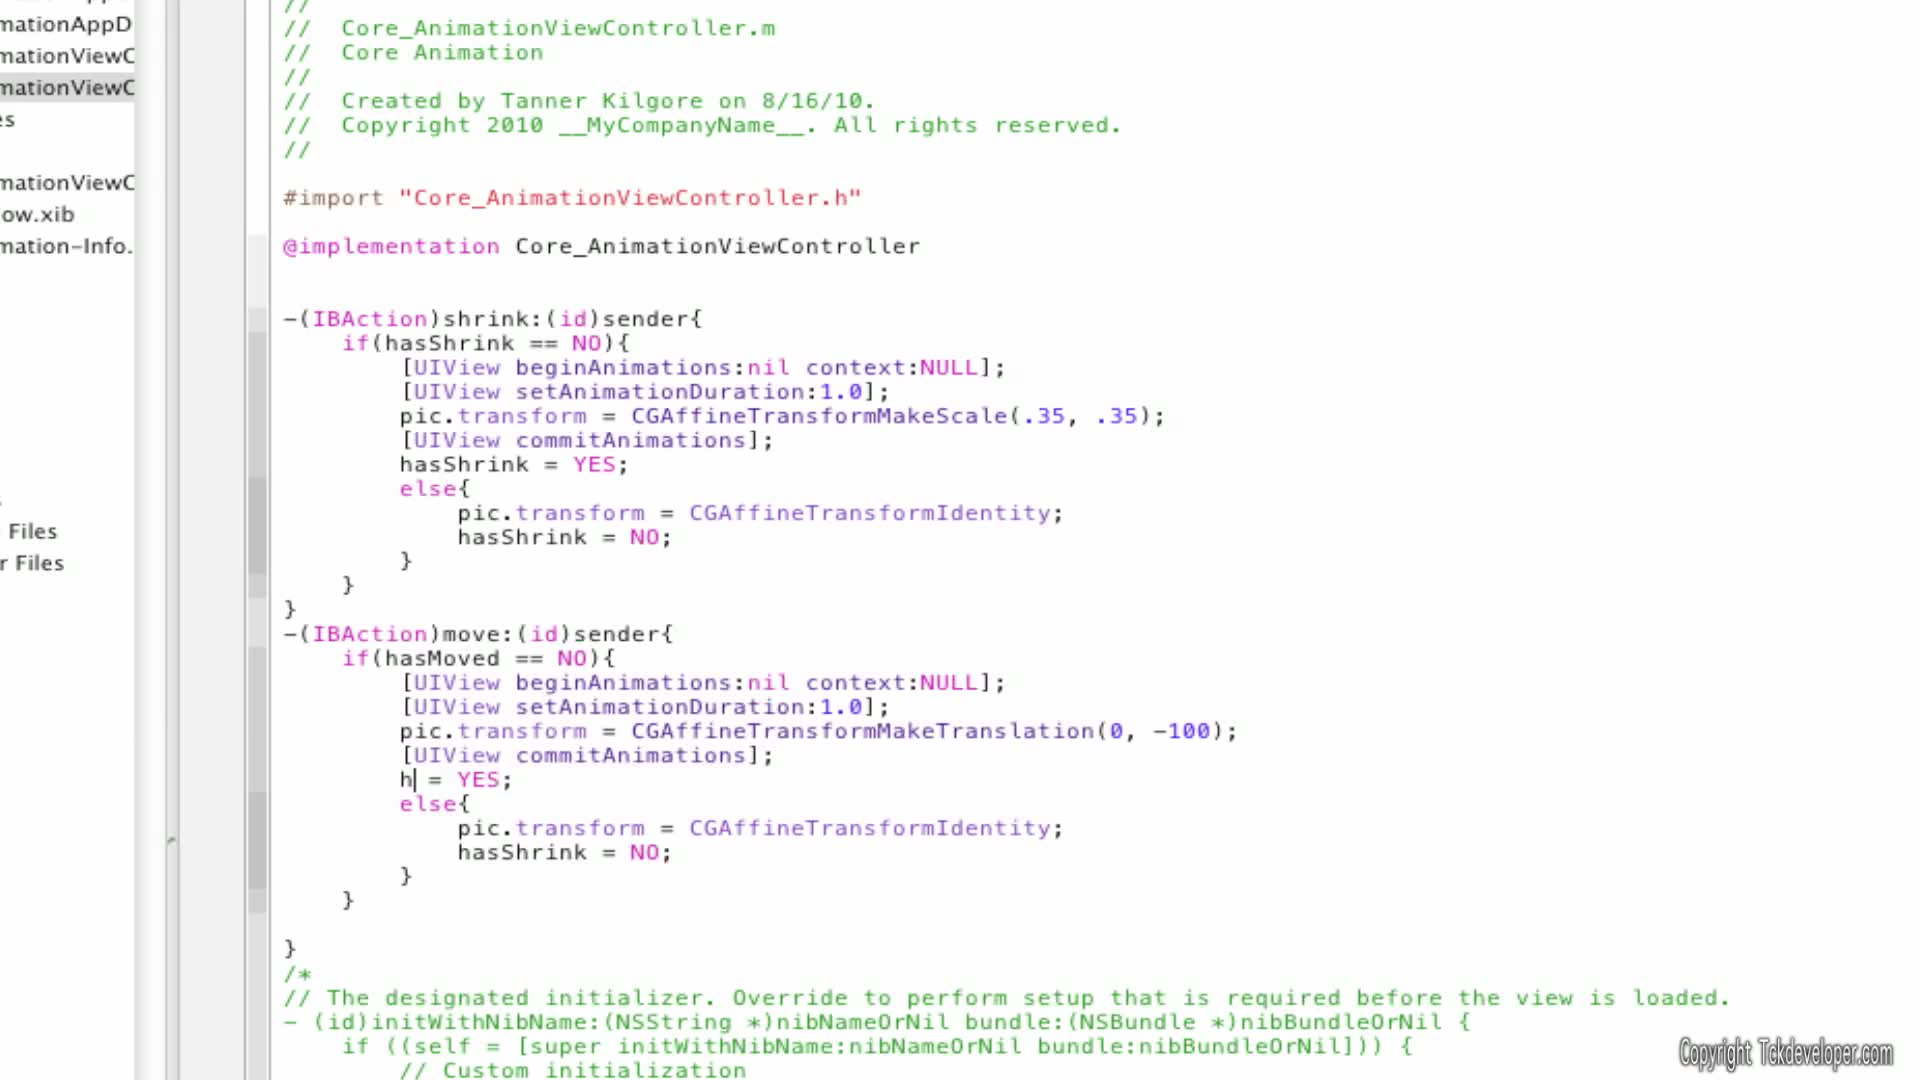 mationAppD
mationViewC
mationViewC
es
mationViewC
ow.xib
mation-Info.
Files
r Files
//
//  Core_AnimationViewController.m
//  Core Animation
//
//  Created by Tanner Kilgore on 8/16/10.
//  Copyright 2010 __MyCompanyName__. All rights reserved.
//
#import "Core_AnimationViewController.h"
@implementation Core_AnimationViewController
-(IBAction)shrink:(id)sender{
if(hasShrink == NO){
[UIView beginAnimations:nil context:NULL];
[UIView setAnimationDuration:1.0];
pic.transform = CGAffineTransformMakeScale(.35, .35);
[UIView commitAnimations];
hasShrink = YES;
else{
pic.transform = CGAffineTransformIdentity;
hasShrink = NO;
}
}
}
-(IBAction)move:(id)sender{
if(hasMoved == NO){
[UIView beginAnimations:nil context:NULL];
[UIView setAnimationDuration:1.0];
pic.transform = CGAffineTransformMakeTranslation(0, -100);
[UIView commitAnimations];
h = YES;
else{
pic.transform = CGAffineTransformIdentity;
hasShrink = NO;
}
}
}
/*
// The designated initializer. Override to perform setup that is required before the view is loaded.
- (id)initWithNibName:(NSString *)nibNameOrNil bundle:(NSBundle *)nibBundleOrNil {
if ((self = [super initWithNibName:nibNameOrNil bundle:nibBundleOrNil])) {
// Custom initialization
Copyright Tckdeveloper.com